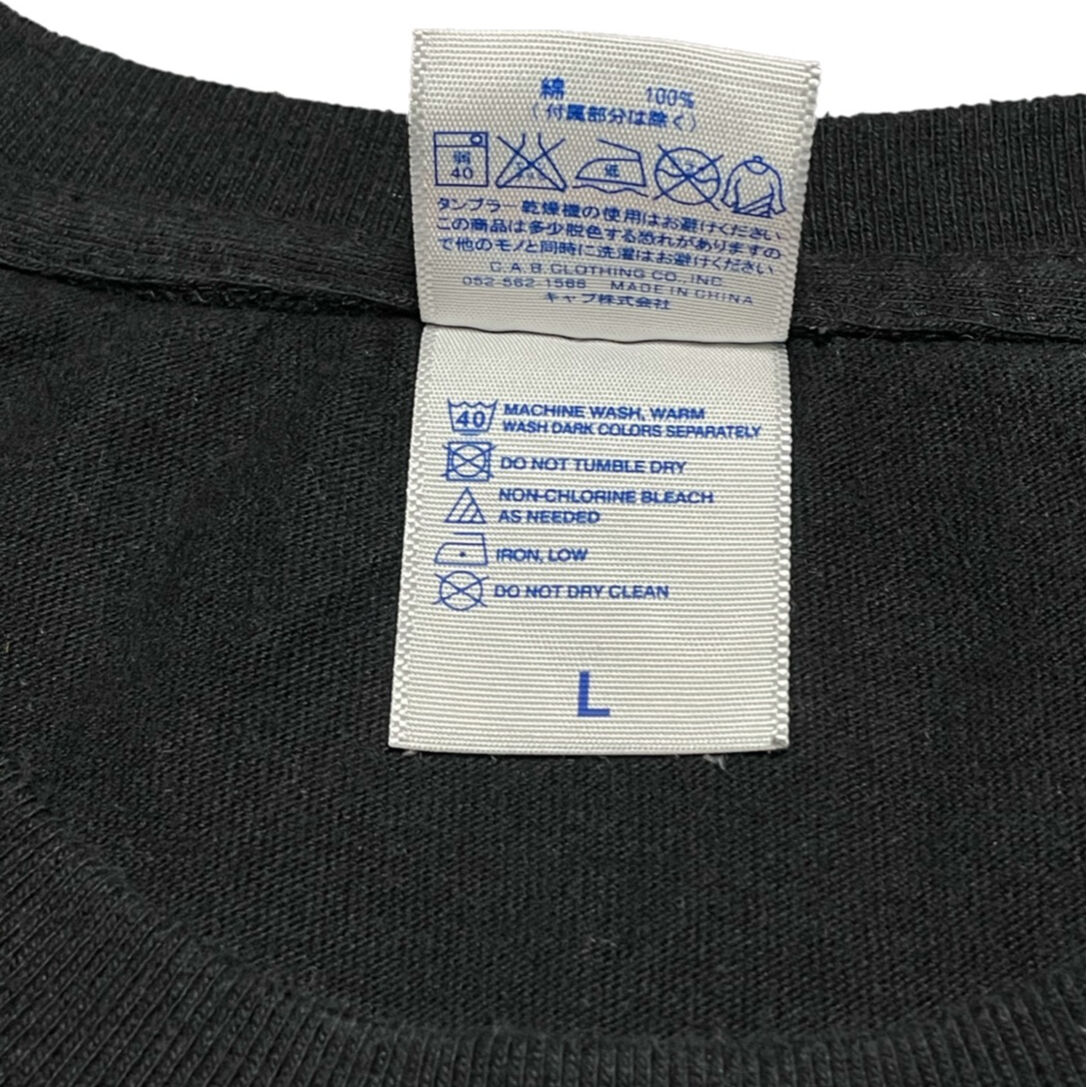 綿 100%
(付属部分は除く)
弱
40
低
タンブラー乾燥機の使用はお避けください
この商品は多少脱色する恐れがありますの
で他のモノと同時に洗濯はお避けください
C.A.B.CLOTHING CO.,INC.
052-562-1566 MADE IN CHINA
キャブ株式会社
40 MACHINE WASH, WARM
WASH DARK COLORS SEPARATELY
DO NOT TUMBLE DRY
NON-CHLORINE BLEACH
AS NEEDED
IRON, LOW
DO NOT DRY CLEAN
L